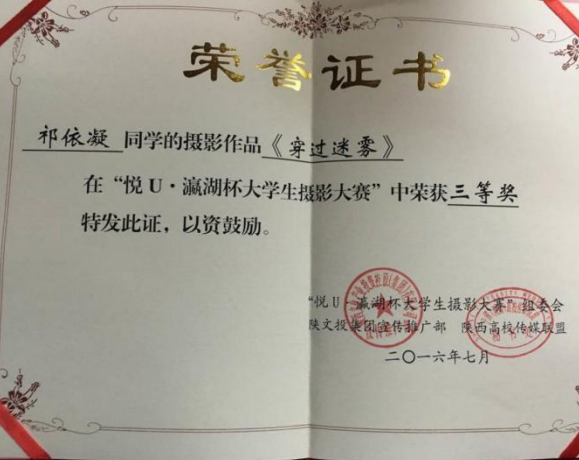 荣誉证书
祁依凝同学的摄影作品《穿过迷雾》
在“悦U·瀛湖杯大学生摄影大赛”中荣获三等奖
特发此证，以资鼓励。
“悦U·瀛湖杯大学生摄影大赛”组委会
陕文投集团宣传推广部 陕西高校传媒联盟
二〇一六年七月